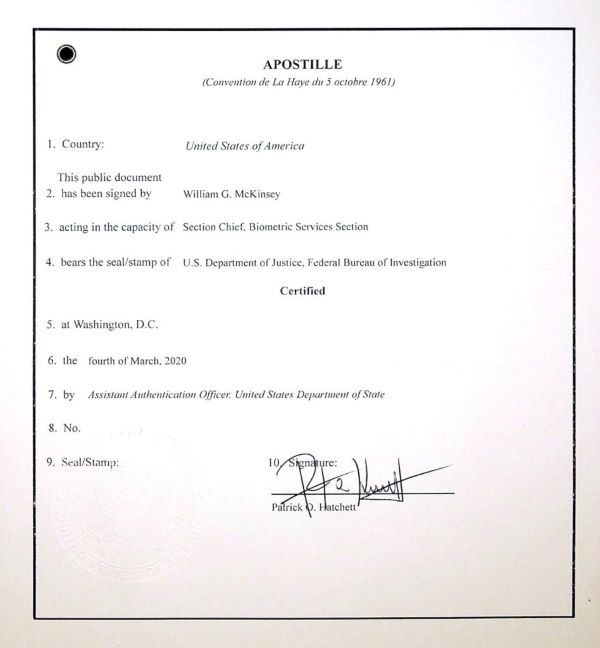 APOSTILLE
(Convention de La Haye du 5 octobre 1961)
1. Country: United States of America
This public document
2. has been signed by William G. McKinsey
3. acting in the capacity of Section Chief, Biometric Services Section
4. bears the seal/stamp of U.S. Department of Justice, Federal Bureau of Investigation
Certified
5. at Washington, D.C.
6. the fourth of March, 2020
7. by Assistant Authentication Officer, United States Department of State
8. No.
9. Seal/Stamp: 10. Signature:
Patrick O. Hatchett